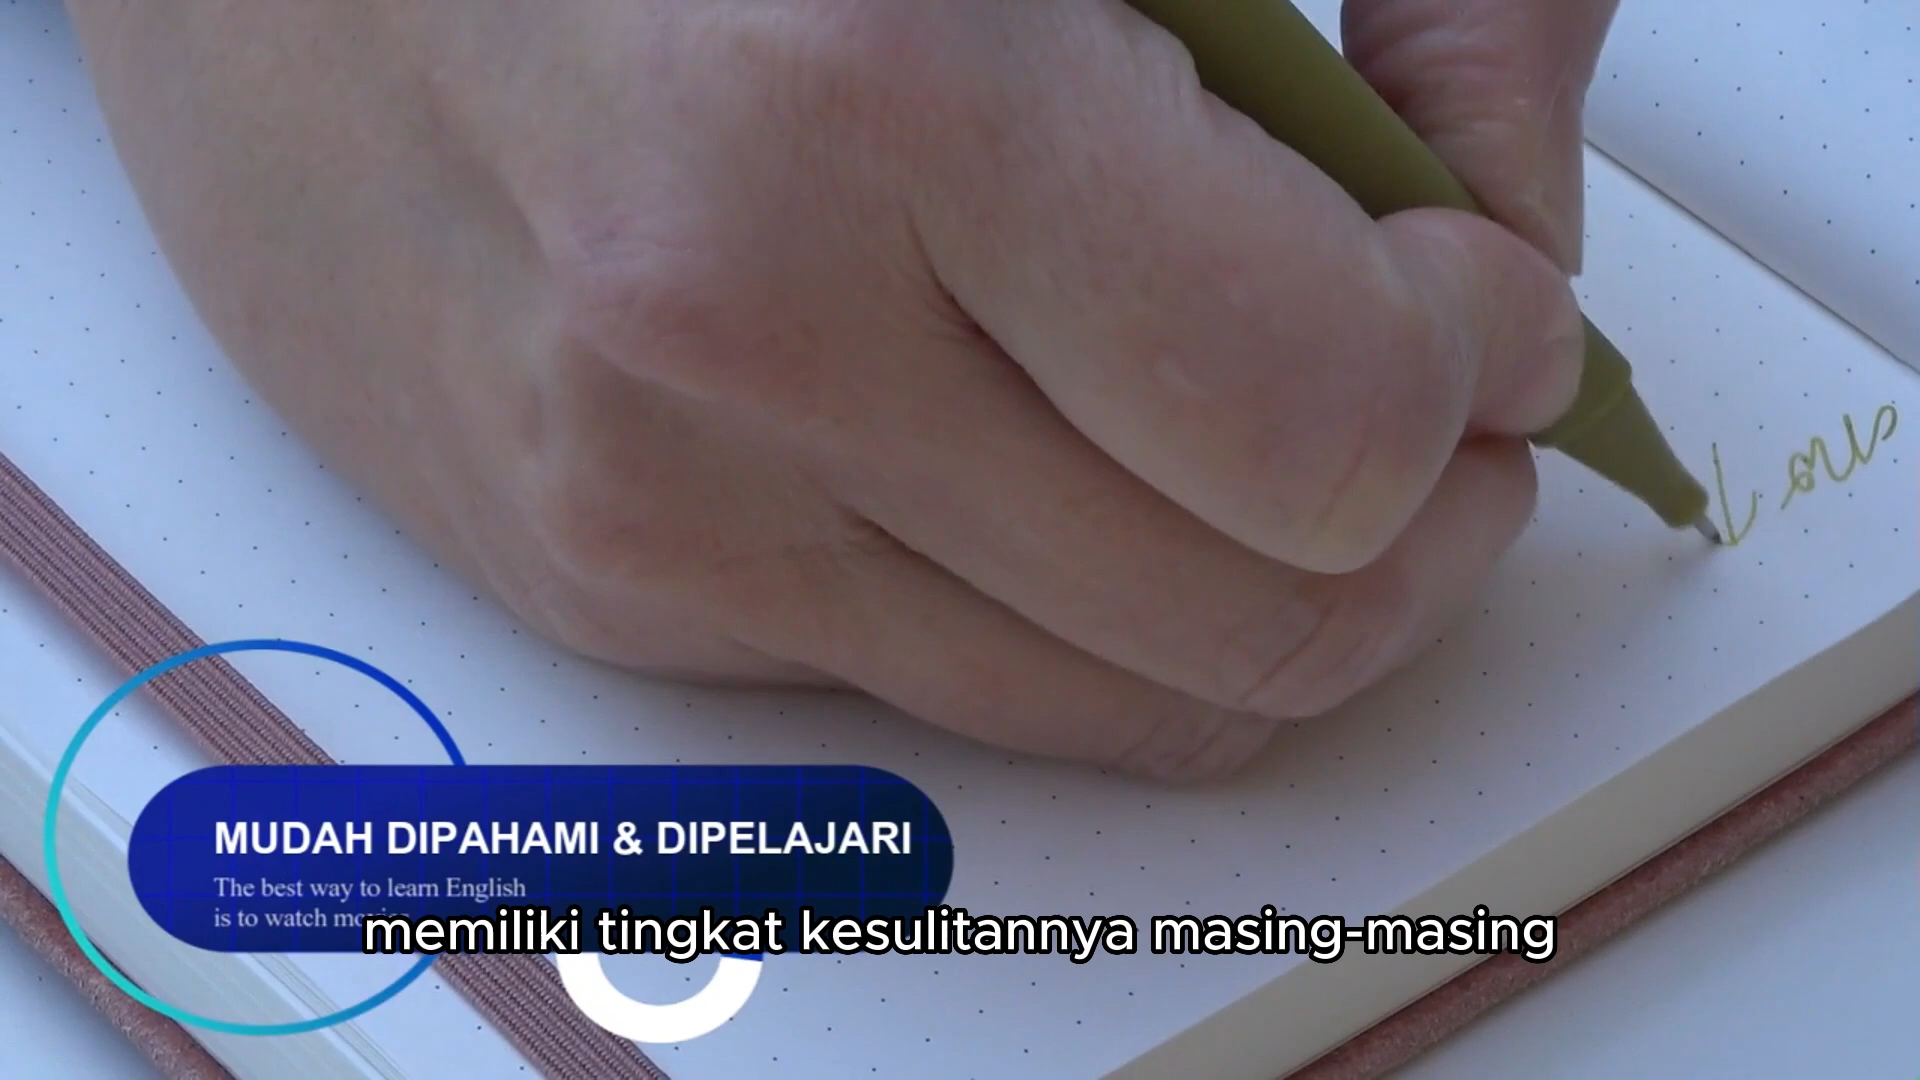 MUDAH DIPAHAMI & DIPELAJARI
The best way to learn English
is to watch
memiliki tingkat kesulitannya masing-masing